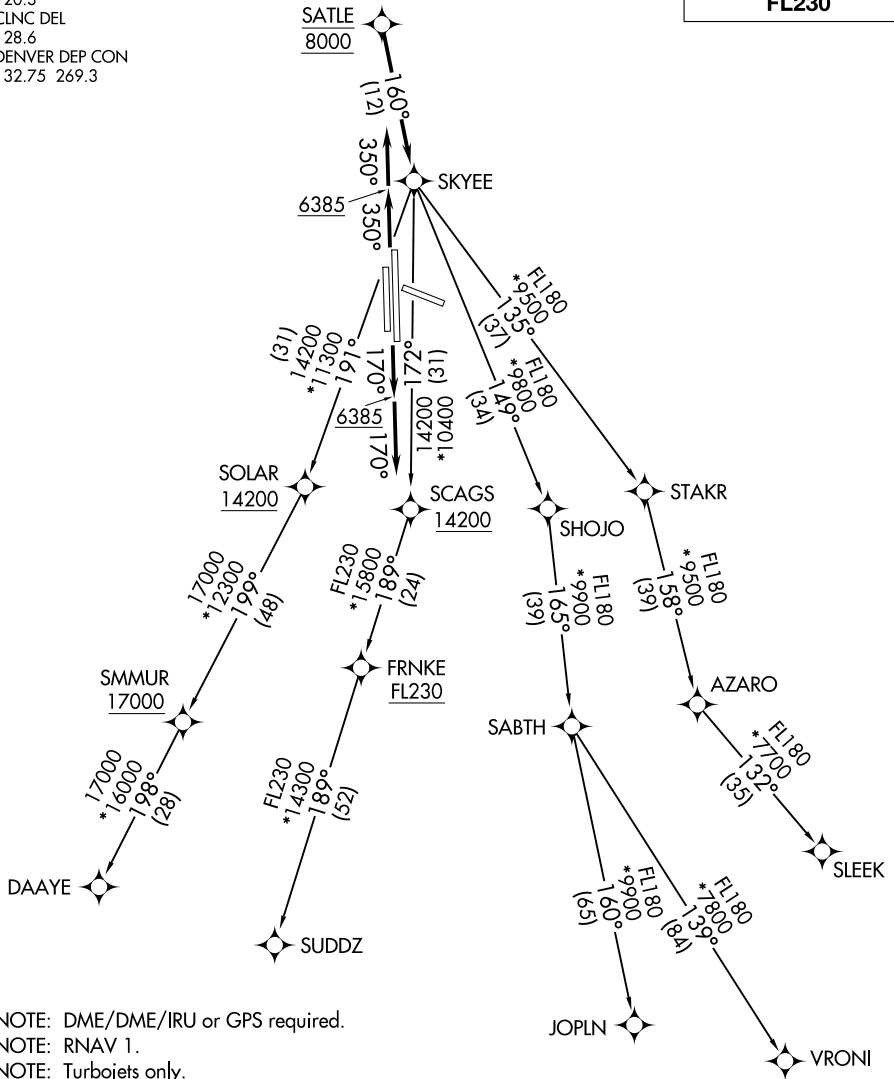 CLNC DEL
28.6
DENVER DEP CON
32.75 269.3
FL230
SATLE
8000
160°
(12)
SKYEE
350°
6385
350°
FL180
*9500
135°
(37)
FL180
*9800
149°
(34)
(31)
14200
*11300
191°
170°
172°
(31)
6385
14200
*10400
170°
SOLAR
14200
SCAGS
14200
SHOJO
STAKR
17000
*12300
199°
(48)
FL230
*15800
189°
(24)
FL180
*9900
165°
(39)
FL180
*9500
158°
(39)
SMMUR
17000
FRNKE
FL230
SABTH
AZARO
17000
*16000
198°
(28)
FL230
*14300
189°
(52)
FL180
*7700
132°
(35)
DAAYE
SUDDZ
FL180
*9900
160°
(65)
FL180
*7800
139°
(84)
SLEEK
JOPLN
VRONI
NOTE: DME/DME/IRU or GPS required.
NOTE: RNAV 1.
NOTE: Turbojets only.